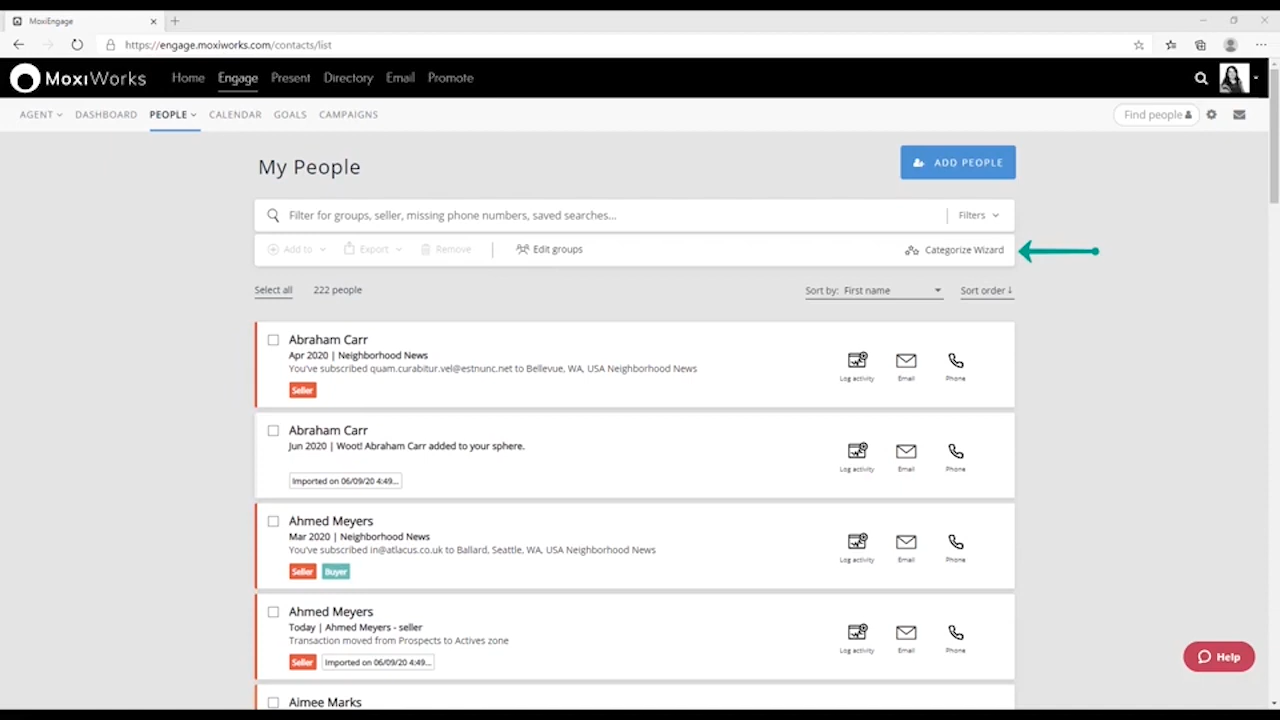 MoxiEngage
https://engage.moxiworks.com/contacts/list
MoxiWorks Home Engage Present Directory Email Promote
AGENT DASHBOARD PEOPLE CALENDAR GOALS CAMPAIGNS Find people
My People
ADD PEOPLE
Filter for groups, seller, missing phone numbers, saved searches... Filters
Add to Export Remove Edit groups Categorize Wizard
Select all 222 people Sort by: First name Sort order
Abraham Carr
Apr 2020 | Neighborhood News
You've subscribed quam.curabitur.vel@estnunc.net to Bellevue, WA, USA Neighborhood News
Log activity Email Phone
Seller
Abraham Carr
Jun 2020 | Woot! Abraham Carr added to your sphere.
Log activity Email Phone
Imported on 06/09/20 4:49...
Ahmed Meyers
Mar 2020 | Neighborhood News
You've subscribed in@atlacus.co.uk to Ballard, Seattle, WA, USA Neighborhood News
Log activity Email Phone
Seller Buyer
Ahmed Meyers
Today | Ahmed Meyers - seller
Transaction moved from Prospects to Actives zone
Log activity Email Phone
Seller Imported on 06/09/20 4:49...
Help
Aimee Marks